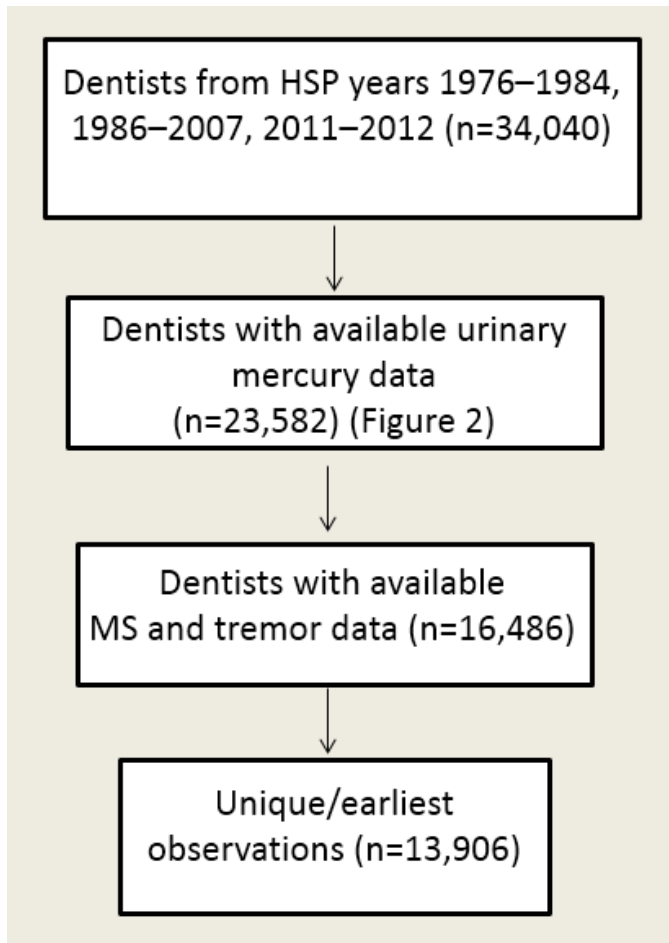 Dentists from HSP years 1976–1984,
1986–2007, 2011–2012 (n=34,040)
Dentists with available urinary
mercury data
(n=23,582) (Figure 2)
Dentists with available
MS and tremor data (n=16,486)
Unique/earliest
observations (n=13,906)